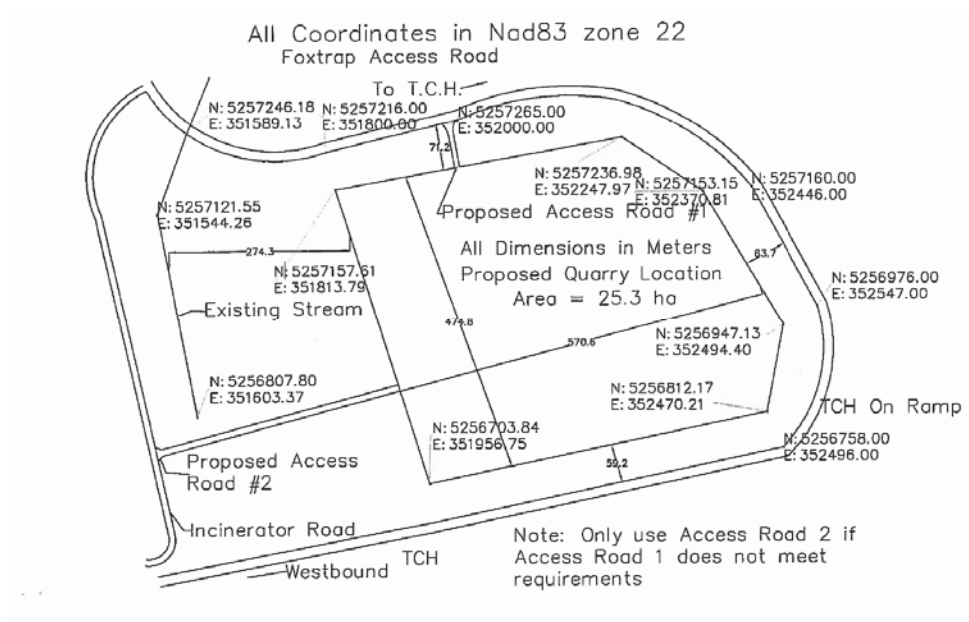 All Coordinates in Nad83 zone 22
Foxtrap Access Road
To T.C.H.
N: 5257246.18
E: 351589.13
N: 5257216.00
E: 351800.00
N: 5257265.00
E: 352000.00
71.2
N: 5257236.98
E: 352247.97
N: 5257153.15
E: 352370.81
N: 5257160.00
E: 352446.00
N: 5257121.55
E: 351544.26
Proposed Access Road #1
274.3
All Dimensions in Meters
Proposed Quarry Location
Area = 25.3 ha
63.7
N: 5257157.61
E: 351813.79
N: 5256976.00
E: 352547.00
Existing Stream
474.8
570.6
N: 5256947.13
E: 352494.40
N: 5256807.80
E: 351603.37
N: 5256812.17
E: 352470.21
TCH On Ramp
N: 5256703.84
E: 351956.75
N: 5256758.00
E: 352496.00
59.2
Proposed Access
Road #2
Incinerator Road
Note: Only use Access Road 2 if
Access Road 1 does not meet
requirements
TCH
Westbound